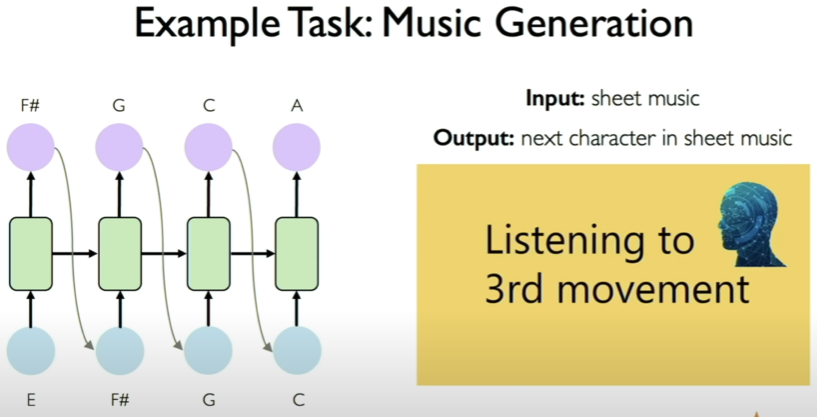 Example Task: Music Generation
F# G C A
E F# G C
Input: sheet music
Output: next character in sheet music
Listening to
3rd movement